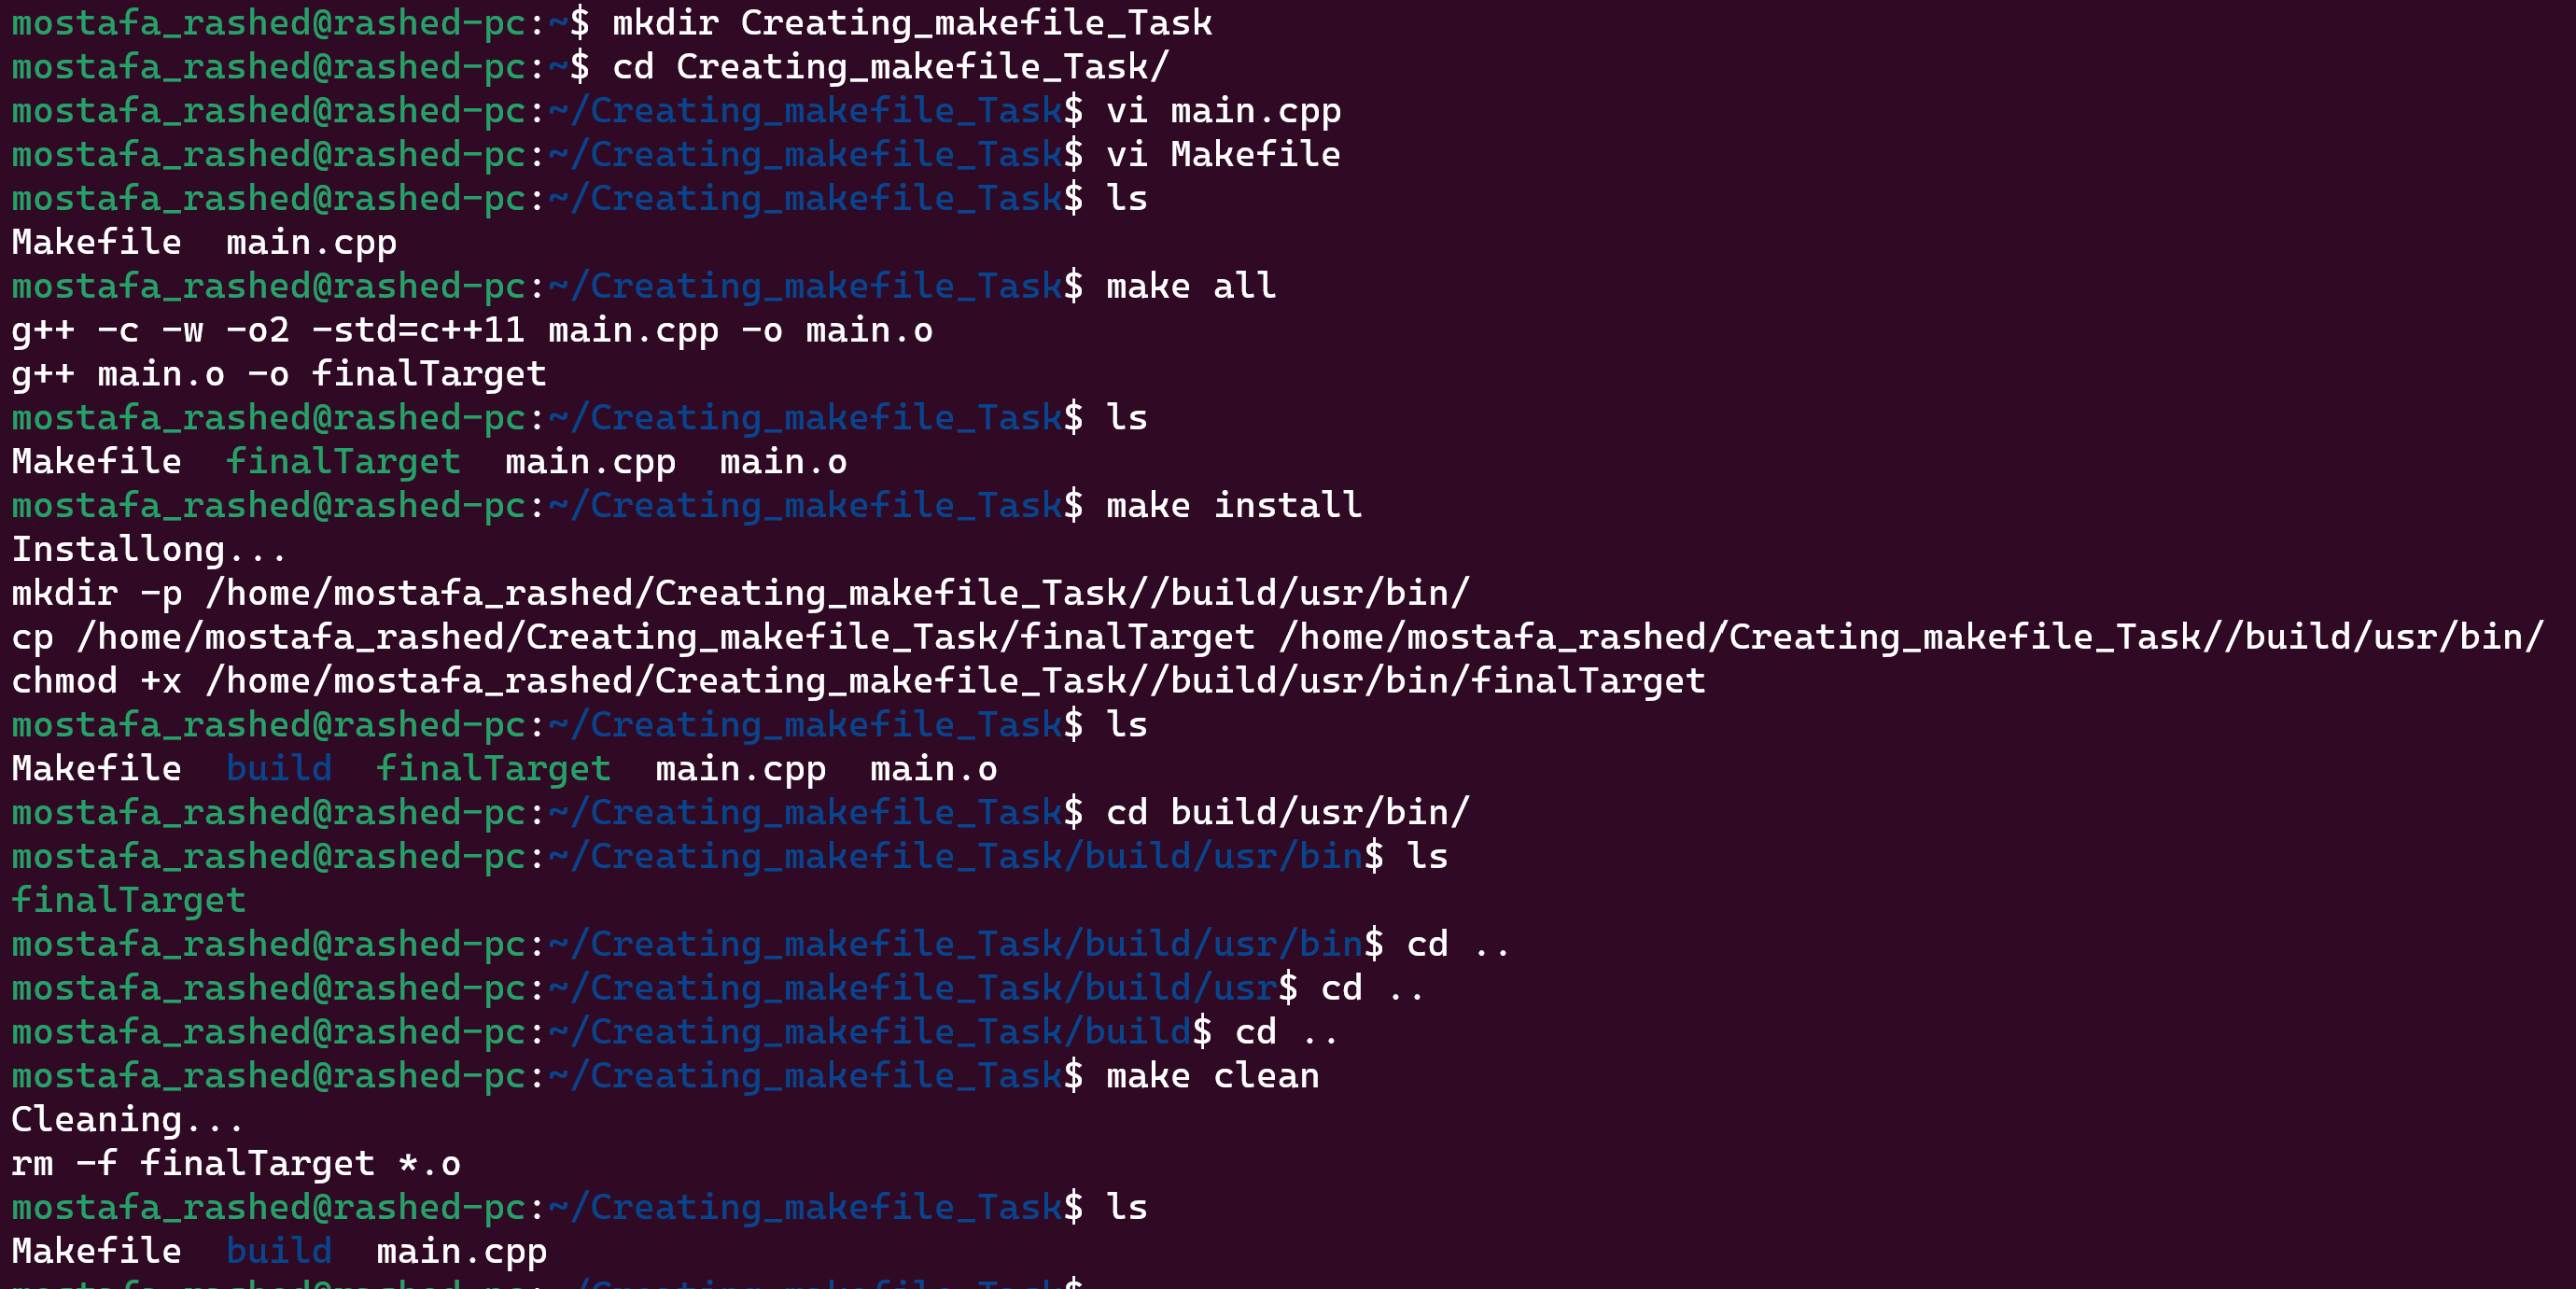 mostafa_rashed@rashed-pc:~$ mkdir Creating_makefile_Task
mostafa_rashed@rashed-pc:~$ cd Creating_makefile_Task/
mostafa_rashed@rashed-pc:~/Creating_makefile_Task$ vi main.cpp
mostafa_rashed@rashed-pc:~/Creating_makefile_Task$ vi Makefile
mostafa_rashed@rashed-pc:~/Creating_makefile_Task$ ls
Makefile  main.cpp
mostafa_rashed@rashed-pc:~/Creating_makefile_Task$ make all
g++ -c -w -o2 -std=c++11 main.cpp -o main.o
g++ main.o -o finalTarget
mostafa_rashed@rashed-pc:~/Creating_makefile_Task$ ls
Makefile  finalTarget  main.cpp  main.o
mostafa_rashed@rashed-pc:~/Creating_makefile_Task$ make install
Installong...
mkdir -p /home/mostafa_rashed/Creating_makefile_Task//build/usr/bin/
cp /home/mostafa_rashed/Creating_makefile_Task/finalTarget /home/mostafa_rashed/Creating_makefile_Task//build/usr/bin/
chmod +x /home/mostafa_rashed/Creating_makefile_Task//build/usr/bin/finalTarget
mostafa_rashed@rashed-pc:~/Creating_makefile_Task$ ls
Makefile  build  finalTarget  main.cpp  main.o
mostafa_rashed@rashed-pc:~/Creating_makefile_Task$ cd build/usr/bin/
mostafa_rashed@rashed-pc:~/Creating_makefile_Task/build/usr/bin$ ls
finalTarget
mostafa_rashed@rashed-pc:~/Creating_makefile_Task/build/usr/bin$ cd ..
mostafa_rashed@rashed-pc:~/Creating_makefile_Task/build/usr$ cd ..
mostafa_rashed@rashed-pc:~/Creating_makefile_Task/build$ cd ..
mostafa_rashed@rashed-pc:~/Creating_makefile_Task$ make clean
Cleaning...
rm -f finalTarget *.o
mostafa_rashed@rashed-pc:~/Creating_makefile_Task$ ls
Makefile  build  main.cpp
mostafa_rashed@rashed-pc:~/Creating_makefile_Task$